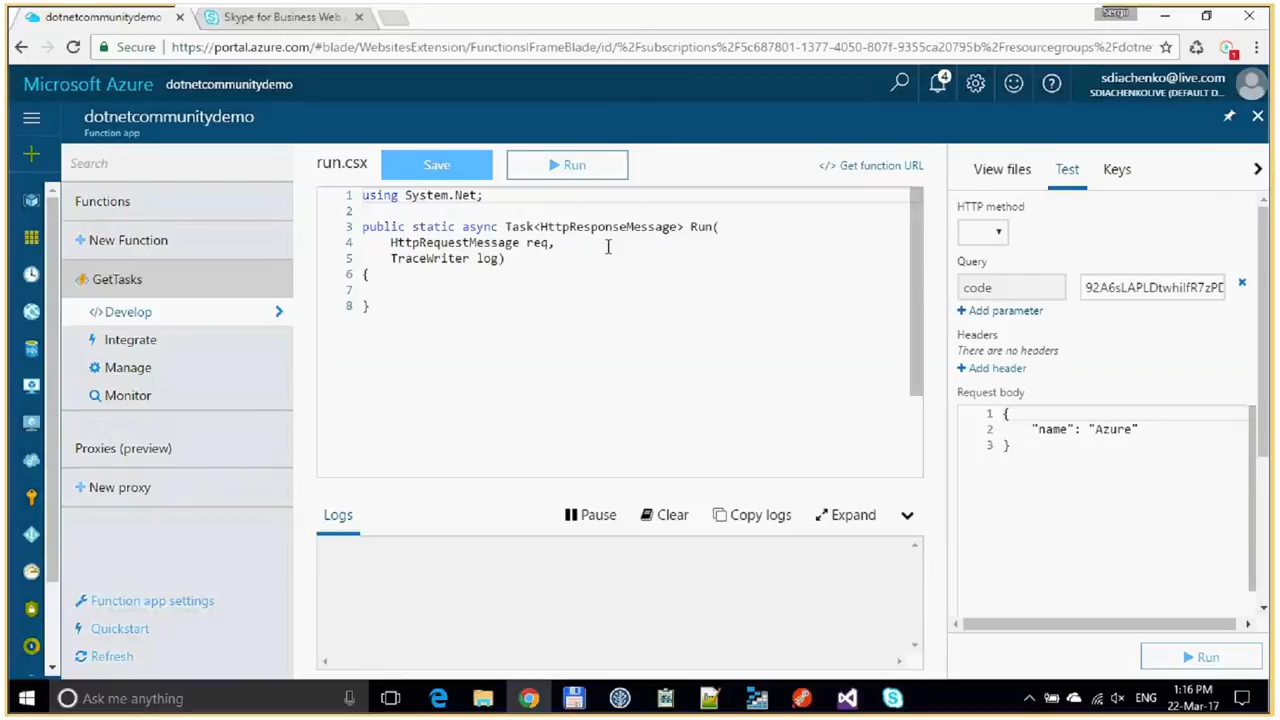 dotnetcommunitydemo
Skype for Business Web
Sergii
Secure
https://portal.azure.com/#blade/WebsitesExtension/FunctionsIFrameBlade/id/%2Fsubscriptions%2F5c687801-1377-4050-807f-9355ca20795b%2Fresourcegroups%2Fdotne
1
Microsoft Azure dotnetcommunitydemo
4
sdiachenko@live.com
SDIACHENKOLIVE (DEFAULT D...
dotnetcommunitydemo
Function app
Search
Functions
+ New Function
GetTasks
</> Develop
Integrate
Manage
Monitor
Proxies (preview)
+ New proxy
Function app settings
Quickstart
Refresh
run.csx
Save
Run
</> Get function URL
1 using System.Net;
2
3 public static async Task<HttpResponseMessage> Run(
4 HttpRequestMessage req,
5 TraceWriter log)
6 {
7
8 }
Logs
Pause
Clear
Copy logs
Expand
View files
Test
Keys
HTTP method
Query
code
92A6sLAPLDtwhiIfR7zPD
+ Add parameter
Headers
There are no headers
+ Add header
Request body
1 {
2 "name": "Azure"
3 }
Run
Ask me anything
ENG
1:16 PM
22-Mar-17